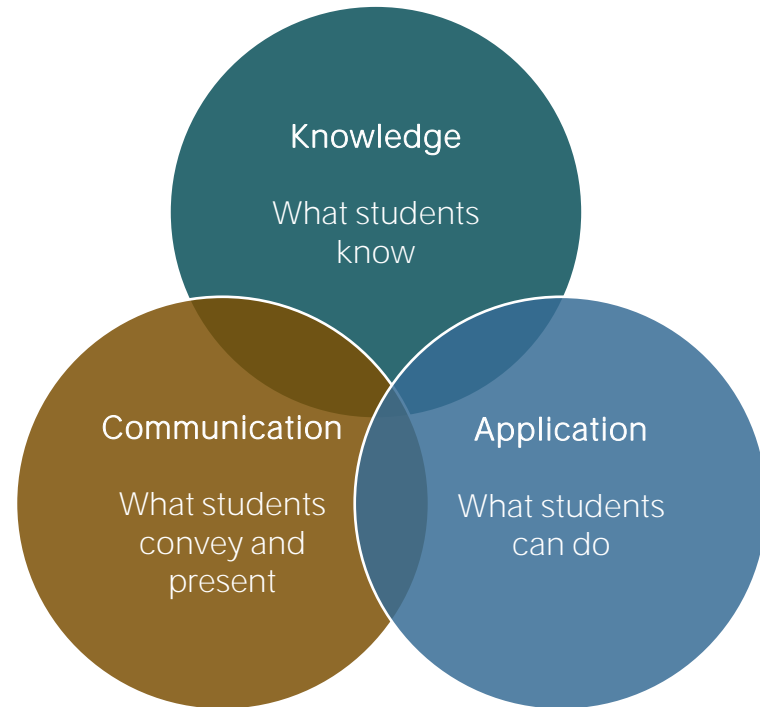 Knowledge
What students
know
Communication
What students
convey and
present
Application
What students
can do